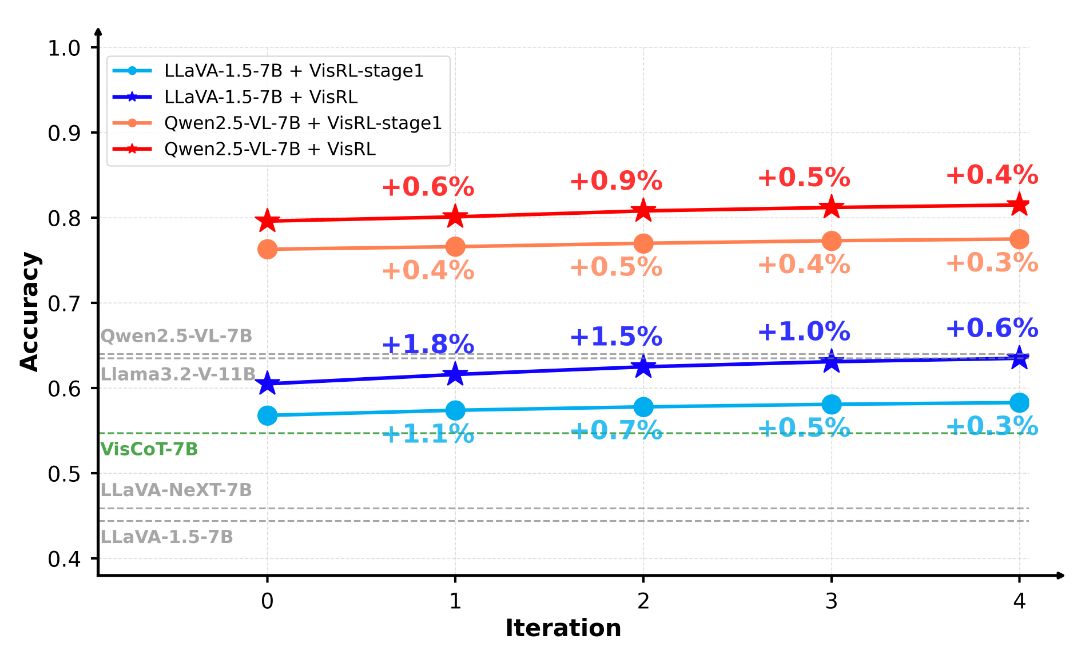 1.0
0.9
0.8
0.7
0.6
0.5
0.4
Accuracy
LLaVA-1.5-7B + VisRL-stage1
LLaVA-1.5-7B + VisRL
Qwen2.5-VL-7B + VisRL-stage1
Qwen2.5-VL-7B + VisRL
+0.6% +0.9% +0.5% +0.4%
+0.4% +0.5% +0.4% +0.3%
Qwen2.5-VL-7B
+1.8% +1.5% +1.0% +0.6%
Llama3.2-V-11B
+1.1% +0.7% +0.5% +0.3%
VisCoT-7B
LLaVA-NeXT-7B
LLaVA-1.5-7B
0 1 2 3 4
Iteration